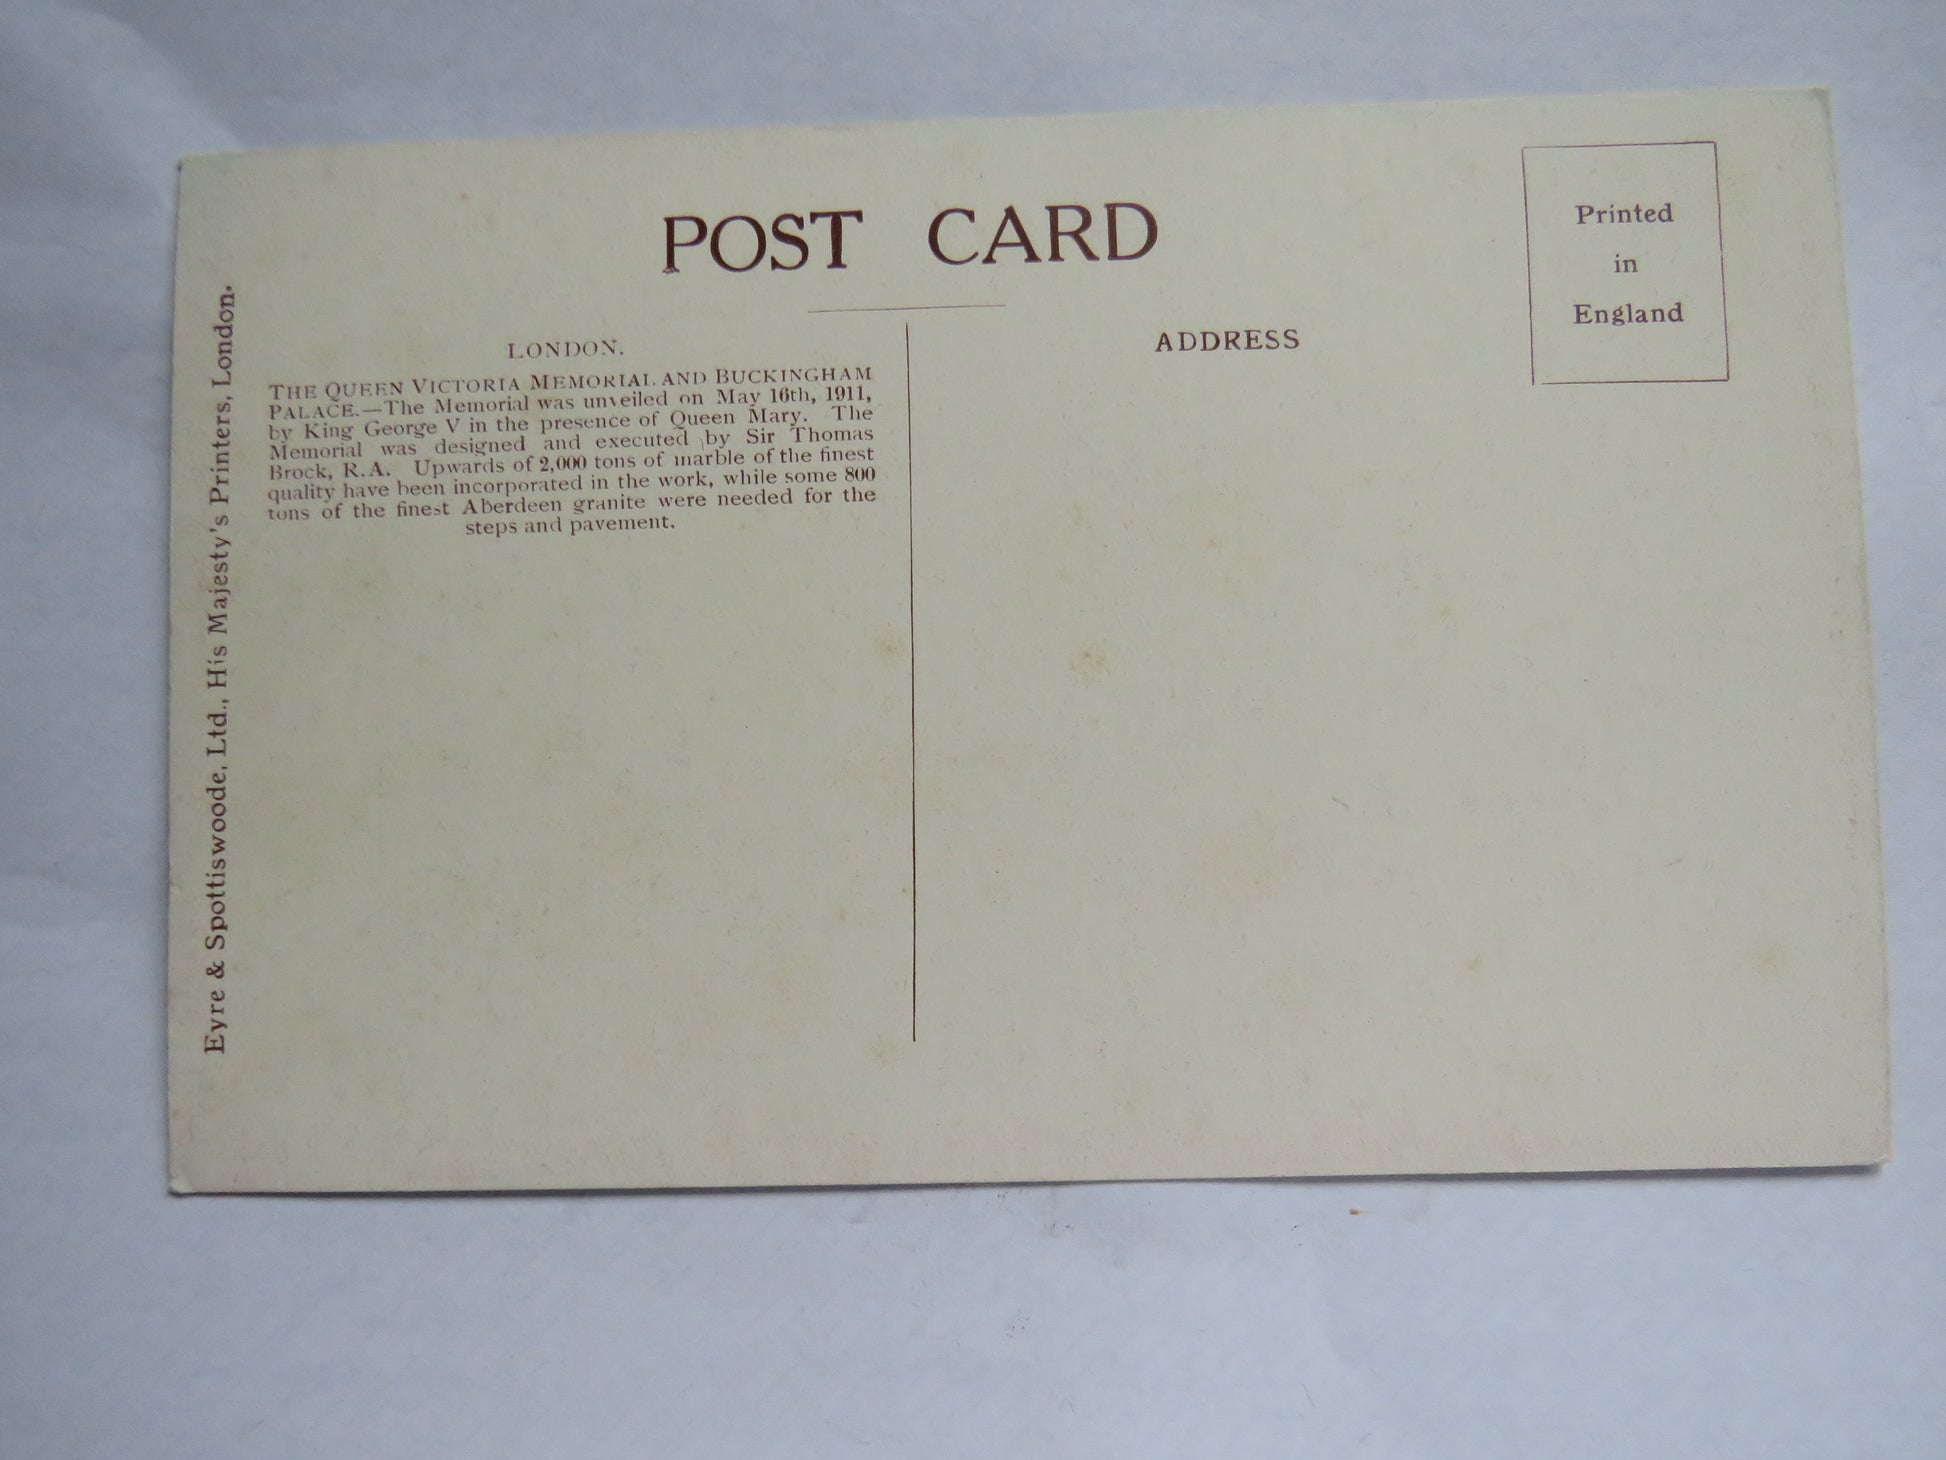 POST CARD
Printed
in
England
LONDON.
THE QUEEN VICTORIA MEMORIAL AND BUCKINGHAM
PALACE.—The Memorial was unveiled on May 16th, 1911,
by King George V in the presence of Queen Mary. The
Memorial was designed and executed by Sir Thomas
Brock, R.A. Upwards of 2,000 tons of marble of the finest
quality have been incorporated in the work, while some 800
tons of the finest Aberdeen granite were needed for the
steps and pavement.
ADDRESS
Eyre & Spottiswoode, Ltd., His Majesty's Printers, London.